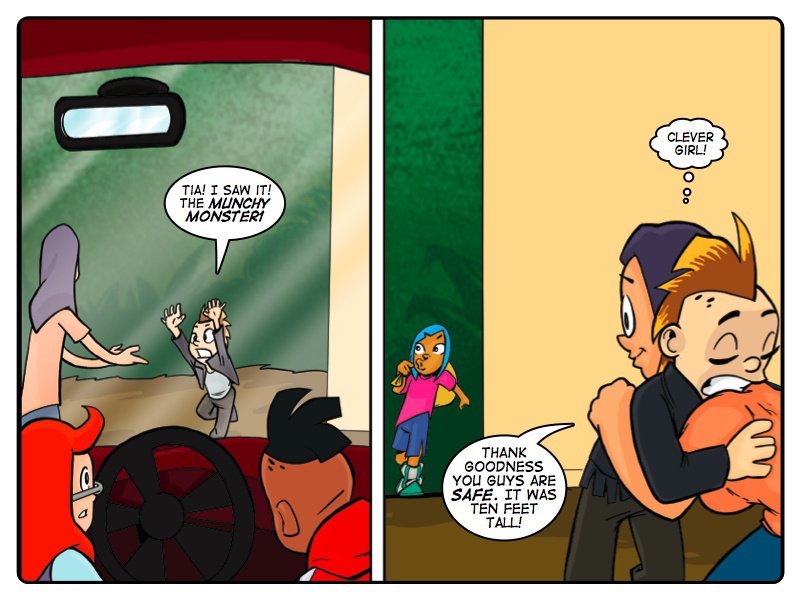 TIA! I SAW IT!
THE MUNCHY
MONSTER!
CLEVER
GIRL!
THANK
GOODNESS
YOU GUYS ARE
SAFE. IT WAS
TEN FEET
TALL!